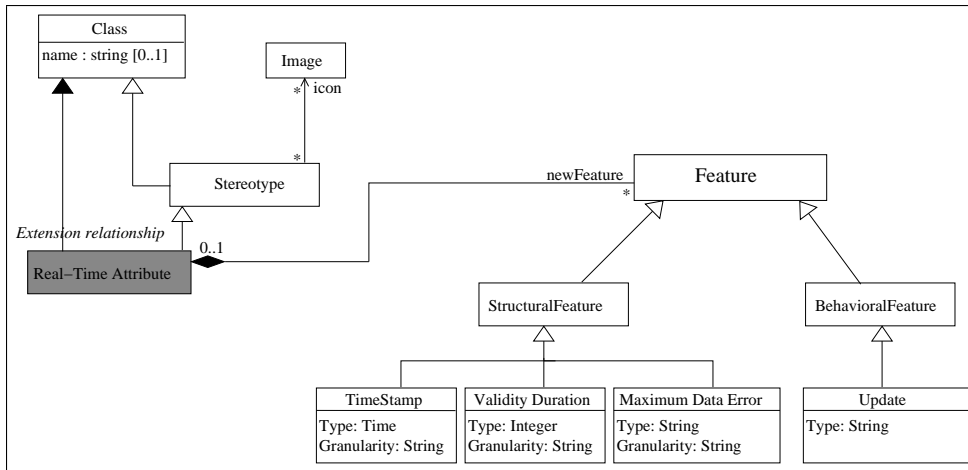 Class
name : string [0..1]
Image
*
icon
*
Stereotype
newFeature
*
Feature
Extension relationship
0..1
Real-Time Attribute
StructuralFeature
BehavioralFeature
TimeStamp
Type: Time
Granularity: String
Validity Duration
Type: Integer
Granularity: String
Maximum Data Error
Type: String
Granularity: String
Update
Type: String